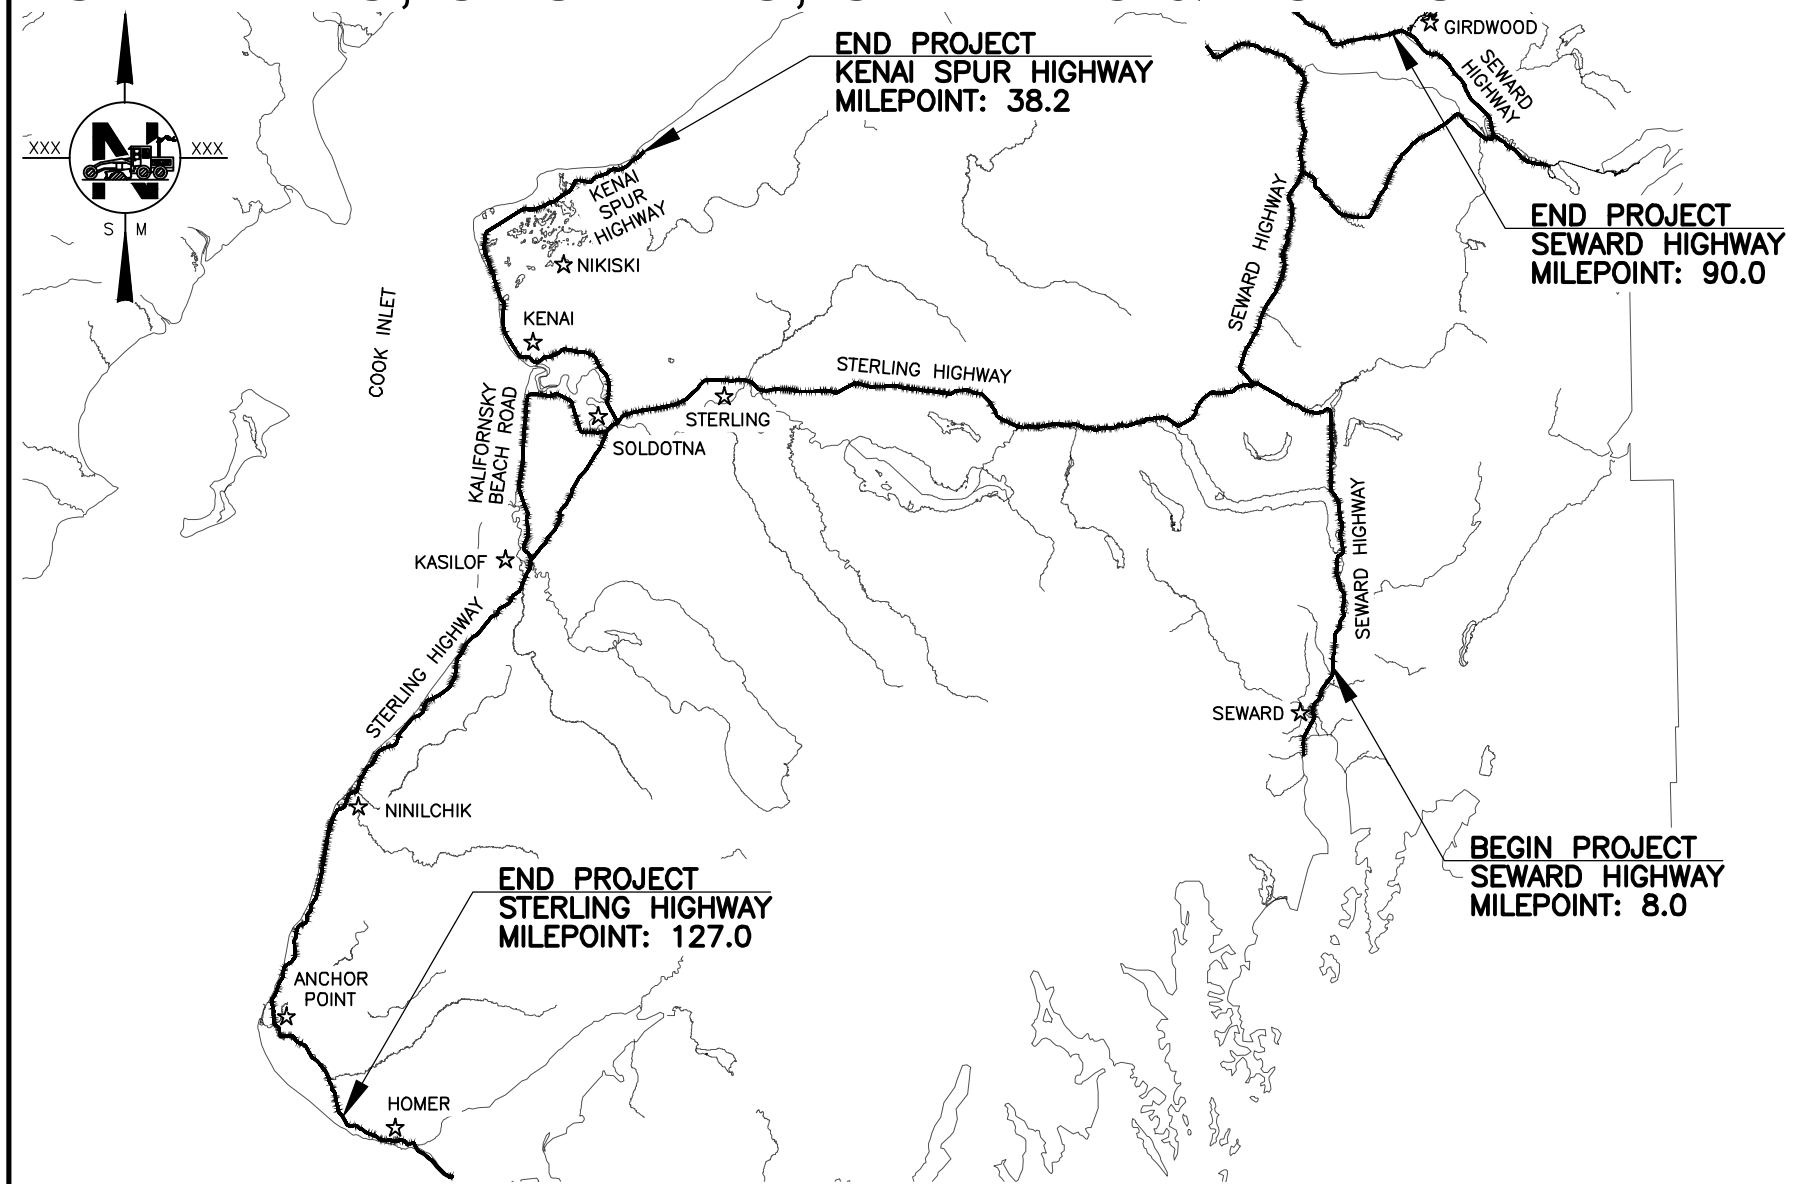 END PROJECT
KENAI SPUR HIGHWAY
MILEPOINT: 38.2
GIRDWOOD
SEWARD
HIGHWAY
XXX
N
XXX
S M
KENAI
SPUR
HIGHWAY
END PROJECT
SEWARD HIGHWAY
MILEPOINT: 90.0
NIKISKI
SEWARD HIGHWAY
COOK INLET
KENAI
STERLING HIGHWAY
KALIFORNSKY
BEACH ROAD
STERLING
SOLDOTNA
KASILOF
SEWARD HIGHWAY
STERLING HIGHWAY
SEWARD
NINILCHIK
BEGIN PROJECT
SEWARD HIGHWAY
MILEPOINT: 8.0
END PROJECT
STERLING HIGHWAY
MILEPOINT: 127.0
ANCHOR
POINT
HOMER